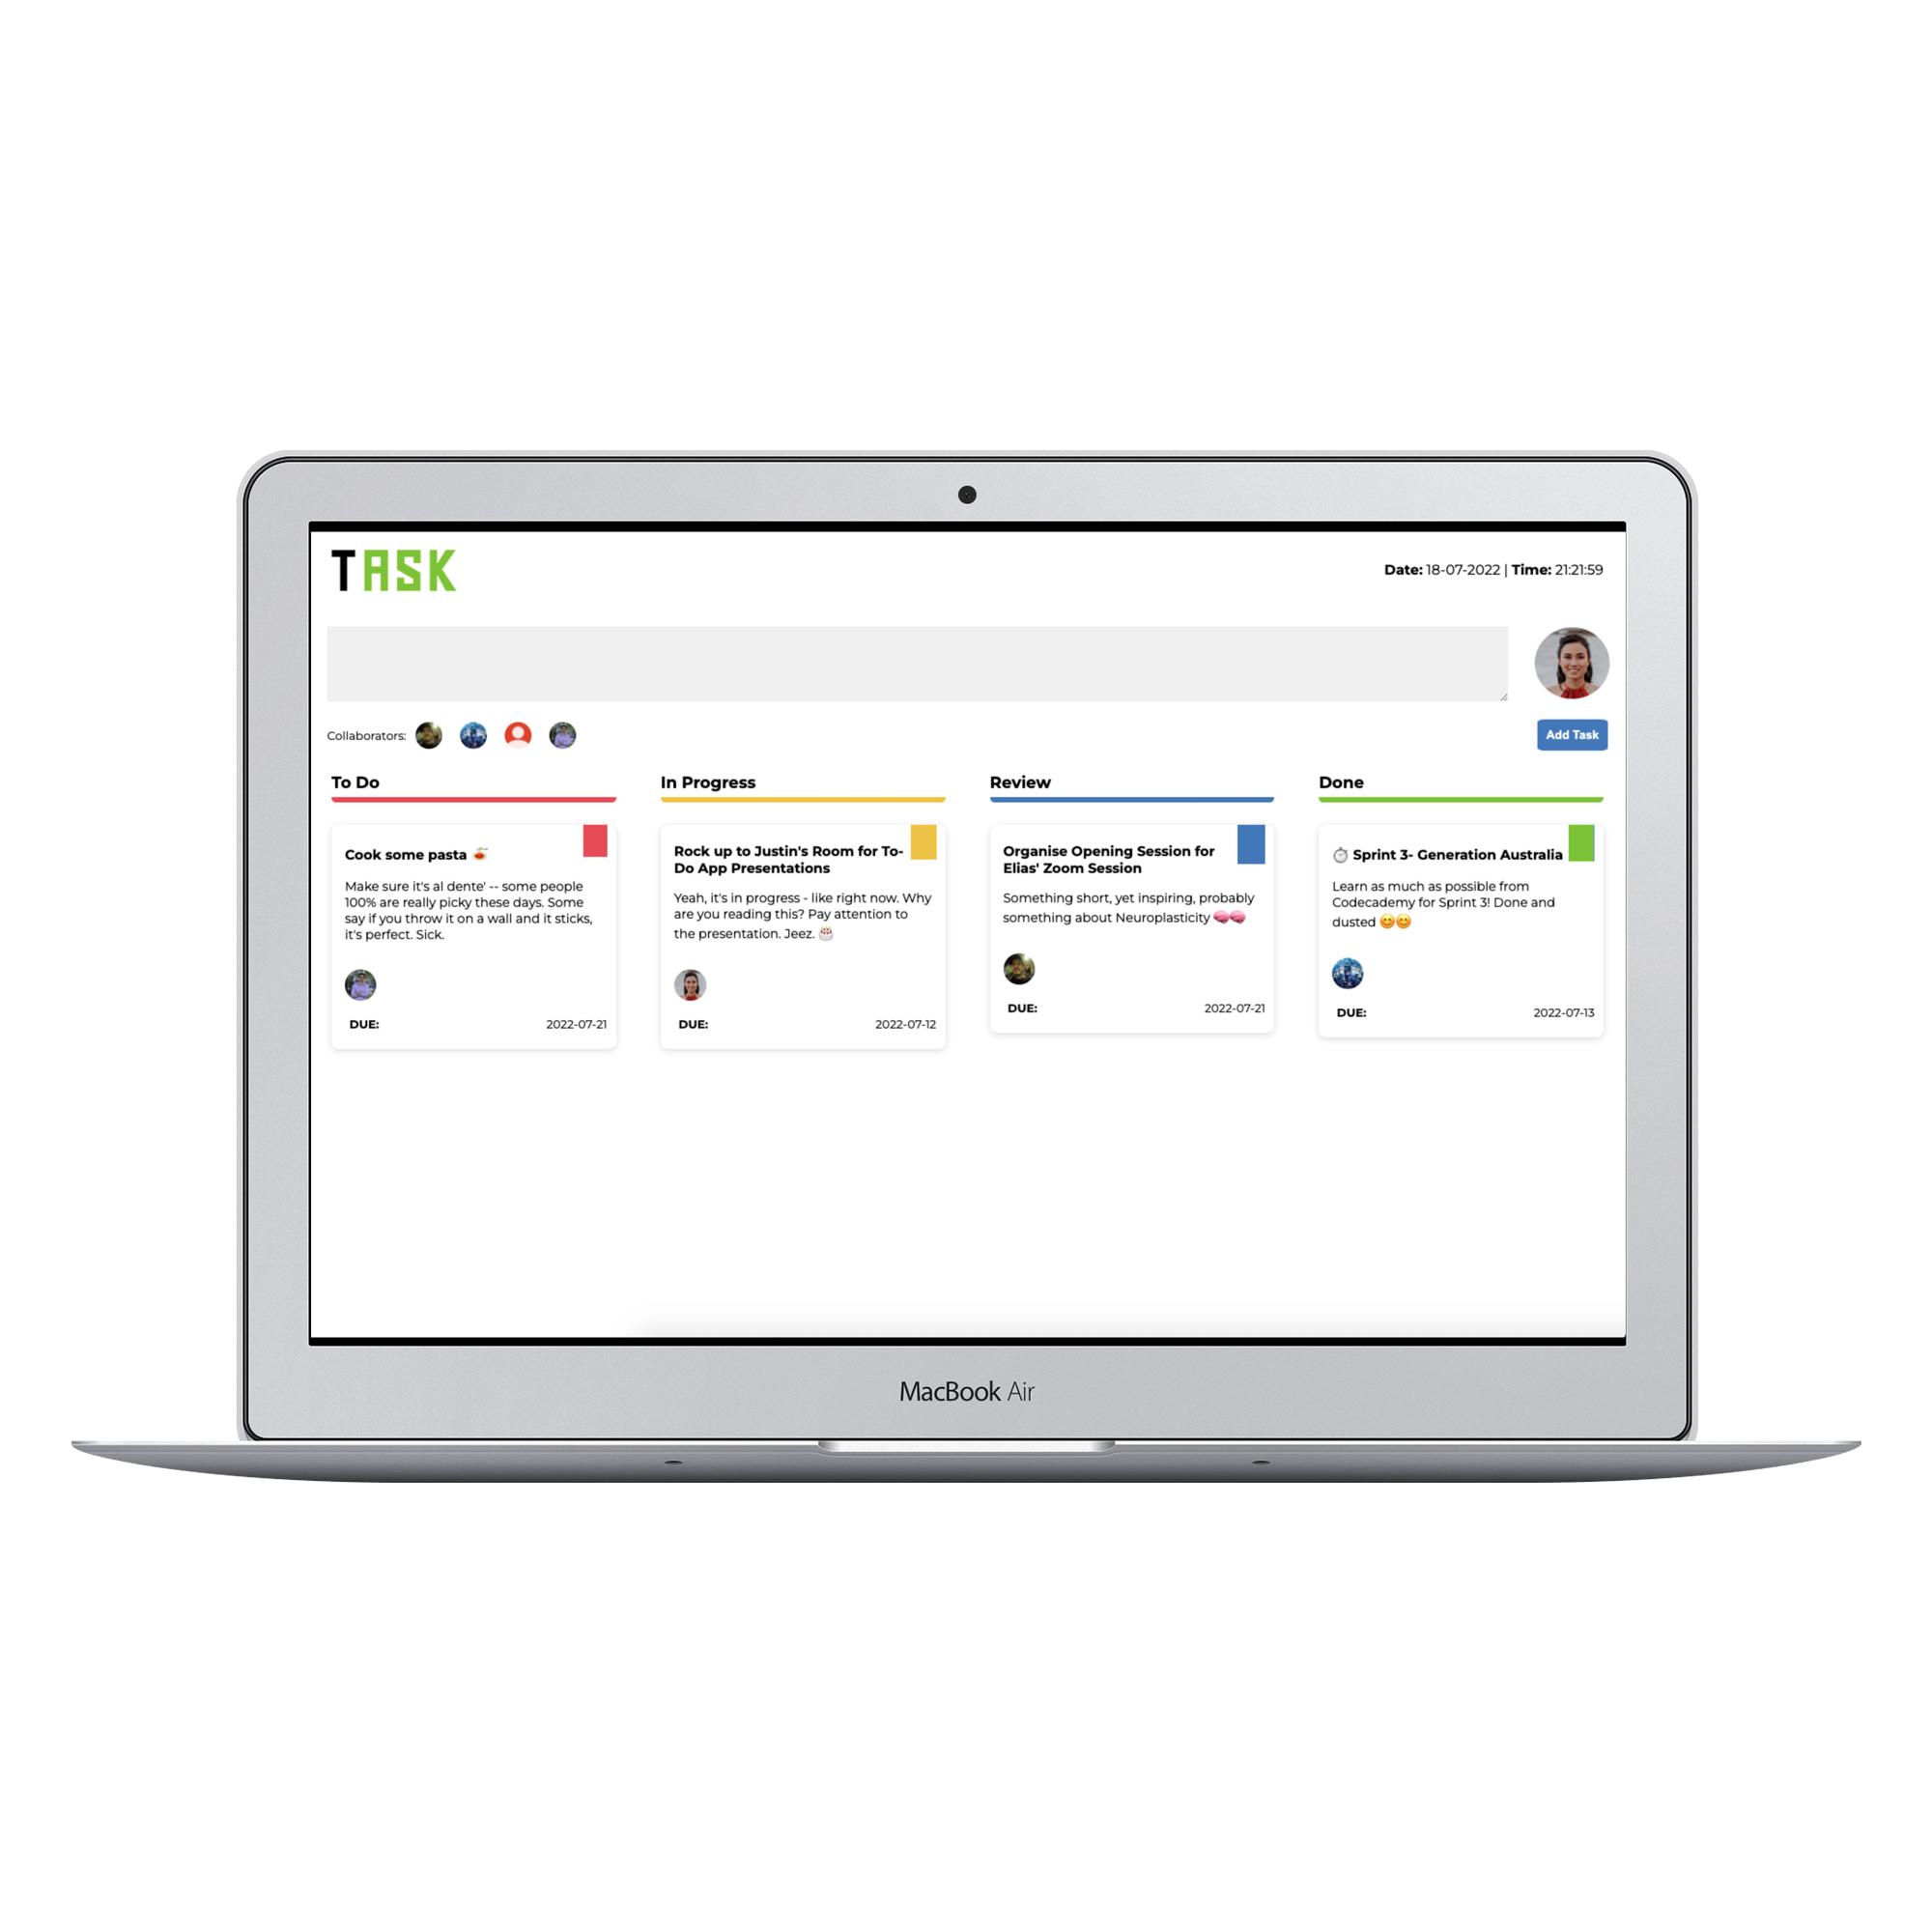 TASK
Date: 18-07-2022 | Time: 21:21:59
Collaborators:
Add Task
To Do
Cook some pasta 🍝
Make sure it's al dente' -- some people
100% are really picky these days. Some
say if you throw it on a wall and it sticks,
it's perfect. Sick.
DUE: 2022-07-21
In Progress
Rock up to Justin's Room for To-
Do App Presentations
Yeah, it's in progress - like right now. Why
are you reading this? Pay attention to
the presentation. Jeez. 🎂
DUE: 2022-07-12
Review
Organise Opening Session for
Elias' Zoom Session
Something short, yet inspiring, probably
something about Neuroplasticity 🧠🧠
DUE: 2022-07-21
Done
⏱ Sprint 3- Generation Australia
Learn as much as possible from
Codecademy for Sprint 3! Done and
dusted 😊😊
DUE: 2022-07-13
MacBook Air